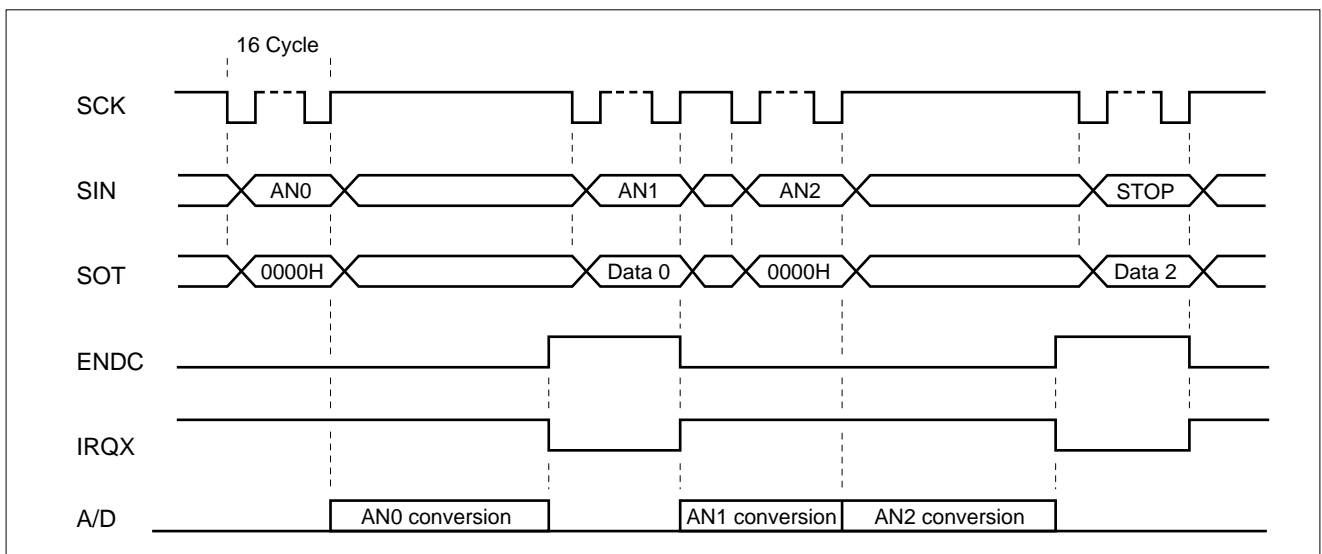 16 Cycle
SCK
SIN AN0 AN1 AN2 STOP
SOT 0000H Data 0 0000H Data 2
ENDC
IRQX
A/D AN0 conversion AN1 conversion AN2 conversion